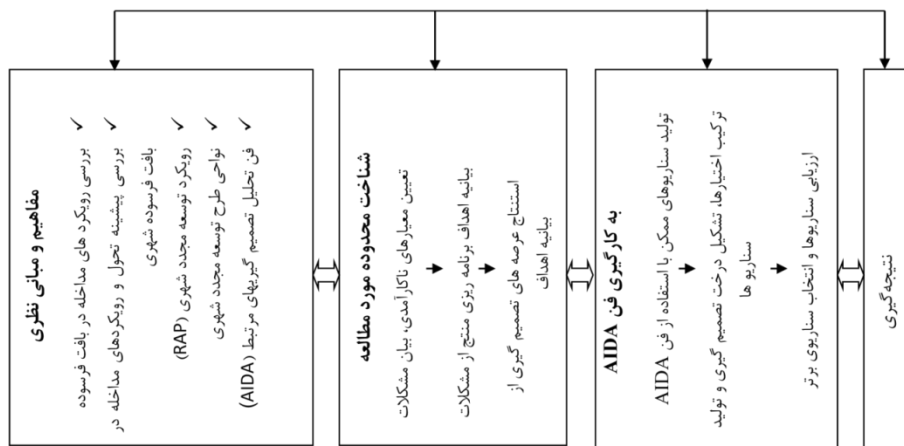 مفاهیم و مبانی نظری
بررسی رویکرد های مداخله در بافت فرسوده
بررسی پیشینه تحول و رویکردهای مداخله در
بافت فرسوده شهری
رویکرد توسعه مجدد شهری (RAP)
نواحی طرح توسعه مجدد شهری
فن تحلیل تصمیم گیریهای مرتبط (AIDA)
شناخت محدوده مورد مطالعه
تعیین معیارهای ناکارآمدی، بیان مشکلات
بیانیه اهداف برنامه ریزی منتج از مشکلات
استنتاج عرصه های تصمیم گیری از
بیانیه اهداف
به کارگیری فن AIDA
تولید سناریوهای ممکن با استفاده از فن AIDA
ترکیب اختیارها، تشکیل درخت تصمیم گیری و تولید
سناریو ها
ارزیابی سناریوها و انتخاب سناریوی برتر
نتیجه گیری